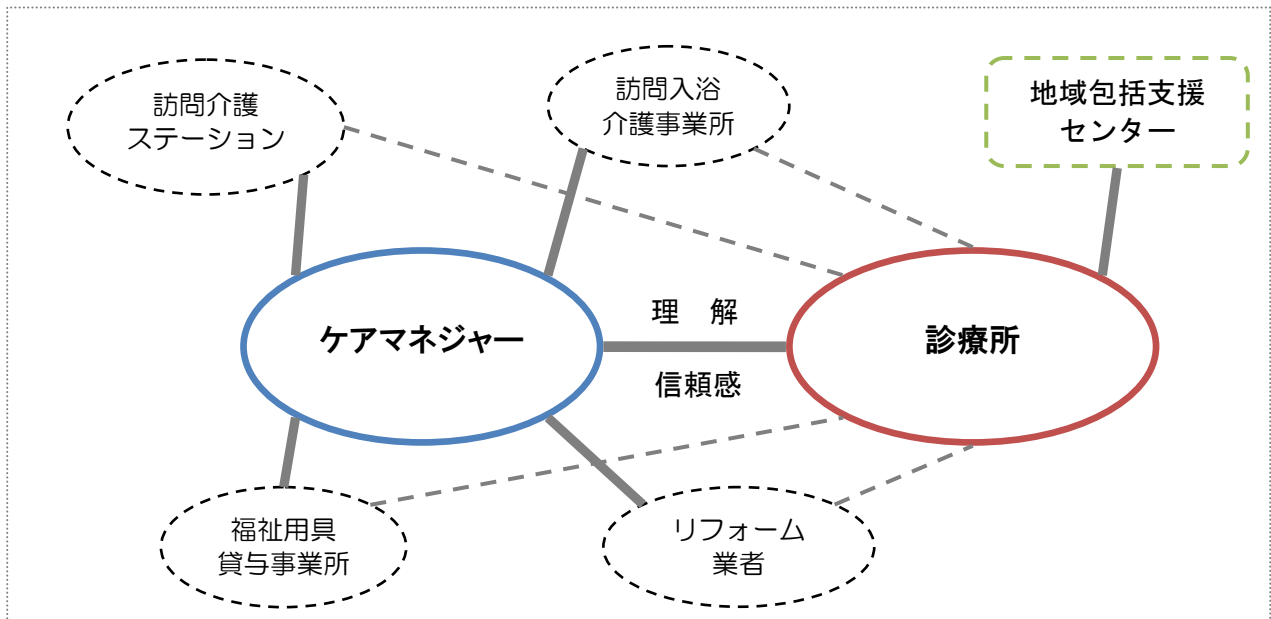 訪問介護
ステーション
訪問入浴
介護事業所
地域包括支援
センター
ケアマネジャー
理　解
信頼感
診療所
福祉用具
貸与事業所
リフォーム
業者